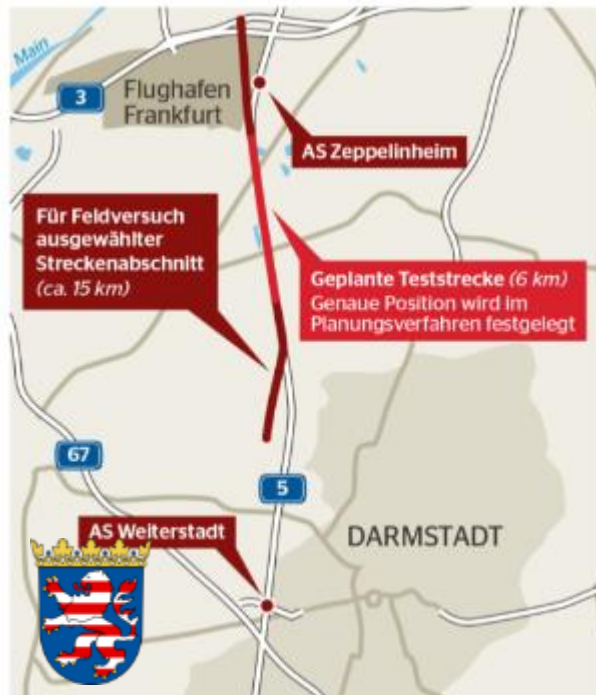 Main
3
Flughafen
Frankfurt
AS Zeppelinheim
Für Feldversuch
ausgewählter
Streckenabschnitt
(ca. 15 km)
Geplante Teststrecke (6 km)
Genaue Position wird im
Planungsverfahren festgelegt
67
5
AS Weiterstadt
DARMSTADT